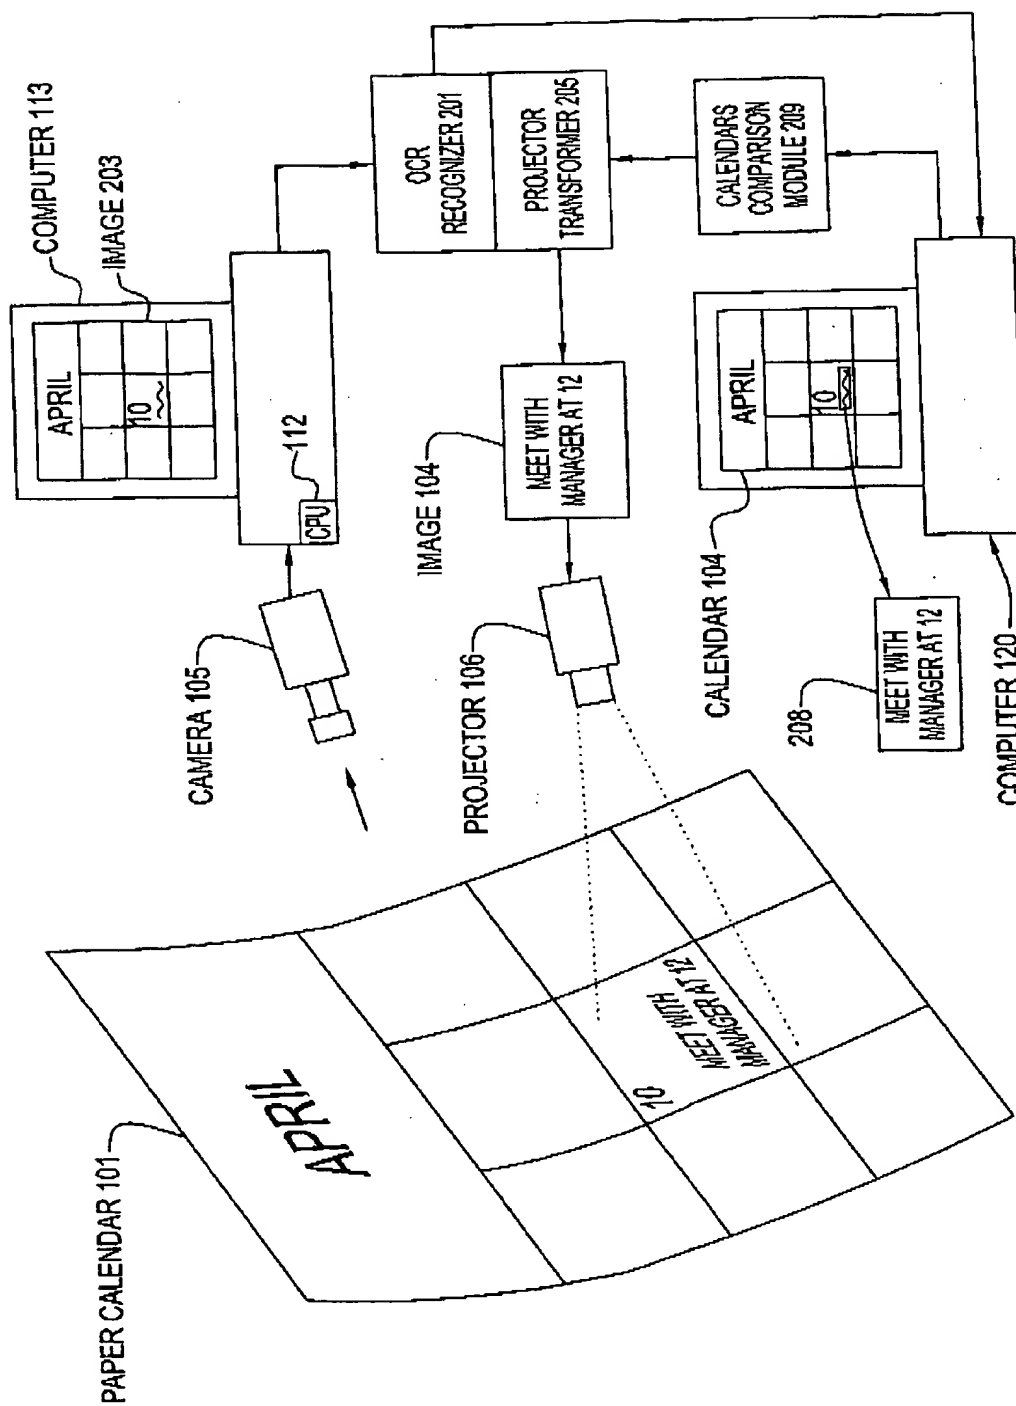 PAPER CALENDAR 101
APRIL
10
MEET WITH
MANAGER AT 12
CAMERA 105
PROJECTOR 106
COMPUTER 113
IMAGE 203
APRIL
10
112
CPU
IMAGE 104
MEET WITH
MANAGER AT 12
OCR
RECOGNIZER 201
PROJECTOR
TRANSFORMER 205
CALENDARS
COMPARISON
MODULE 209
CALENDAR 104
APRIL
10
208
MEET WITH
MANAGER AT 12
COMPUTER 120